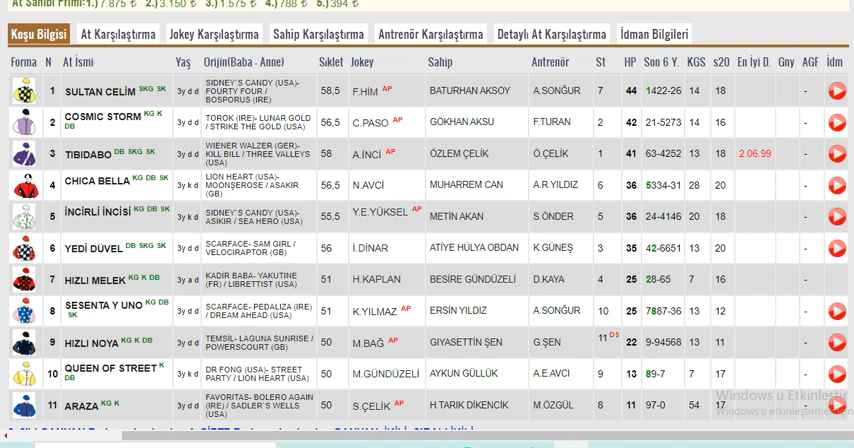 At Sahibi Primi:1.) 7.875 ₺ 2.) 3.150 ₺ 3.) 1.575 ₺ 4.) 788 ₺ 5.) 394 ₺
Koşu Bilgisi At Karşılaştırma Jokey Karşılaştırma Sahip Karşılaştırma Antrenör Karşılaştırma Detaylı At Karşılaştırma İdman Bilgileri
Forma N At İsmi Yaş Orijin(Baba - Anne) Sıklet Jokey Sahip Antrenör St HP Son 6 Y. KGS s20 En İyi D. Gny AGF İdm
1 SULTAN CELİM SKG SK 3y d d SIDNEY'S CANDY (USA)- FOURTY FOUR / BOSPORUS (IRE) 58,5 F.HİM AP BATURHAN AKSOY A.SONĞUR 7 44 1422-26 14 18 -
2 COSMIC STORM KG K DB 3y d d TOROK (IRE)- LUNAR GOLD / STRIKE THE GOLD (USA) 56,5 C.PASO AP GÖKHAN AKSU F.TURAN 2 42 21-5273 14 16 -
3 TIBIDABO DB SKG SK 3y d d WIENER WALZER (GER)- KILL BILL / THREE VALLEYS (USA) 58 A.İNCİ AP ÖZLEM ÇELİK Ö.ÇELİK 1 41 63-4252 13 18 2.06.99 -
4 CHICA BELLA KG DB SK 3y k d LION HEART (USA)- MOONŞEROSE / ASAKIR (GB) 56,5 N.AVCİ MUHARREM CAN A.R.YILDIZ 6 36 5334-31 28 20 -
5 İNCİRLİ İNCİSİ KG DB SK 3y k d SIDNEY'S CANDY (USA)- ASIKIR / SEA HERO (USA) 55,5 Y.E.YÜKSEL AP METİN AKAN S.ÖNDER 5 36 24-4146 20 18 -
6 YEDİ DÜVEL DB SKG SK 3y d d SCARFACE- SAM GIRL / VELOCIRAPTOR (GB) 56 İ.DİNAR ATİYE HÜLYA OBDAN K.GÜNEŞ 3 35 42-6651 13 20 -
7 HIZLI MELEK KG K DB 3y a d KADİR BABA- YAKUTINE (FR) / LIBRETTIST (USA) 51 H.KAPLAN BESİRE GÜNDÜZELİ D.KAYA 4 25 28-65 7 16 -
8 SESENTA Y UNO KG DB SK 3y d d SCARFACE- PEDALIZA (IRE) / DREAM AHEAD (USA) 51 K.YILMAZ AP ERSİN YILDIZ A.SONĞUR 10 25 7887-36 13 12 -
9 HIZLI NOYA KG K DB 3y d d TEMSİL- LAGUNA SUNRISE / POWERSCOURT (GB) 50 M.BAĞ AP GIYASETTİN ŞEN G.ŞEN 11 DS 22 9-94568 13 11 -
10 QUEEN OF STREET K DB 3y k d DR FONG (USA)- STREET PARTY / LION HEART (USA) 50 M.GÜNDÜZELİ AYKUN GÜLLÜK A.E.AVCI 9 13 89-7 7 17 -
11 ARAZA KG K 3y d d FAVORITAS- BOLERO AGAIN (IRE) / SADLER'S WELLS (USA) 50 S.ÇELİK AP H.TARIK DİKENCİK M.ÖZGÜL 8 11 97-0 54 17 -
Windows'u Etkinleştir
Windows'u etkinleştirmek için